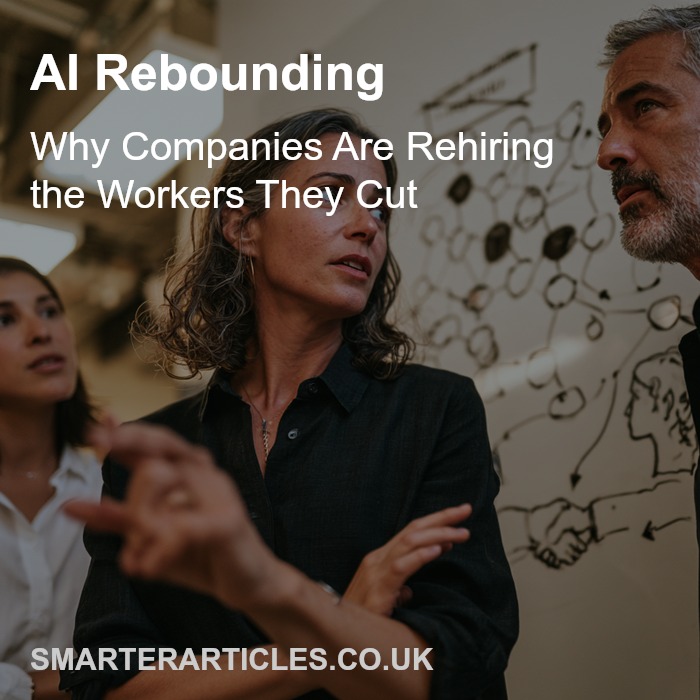 AI Rebounding
Why Companies Are Rehiring
the Workers They Cut
SMARTERARTICLES.CO.UK